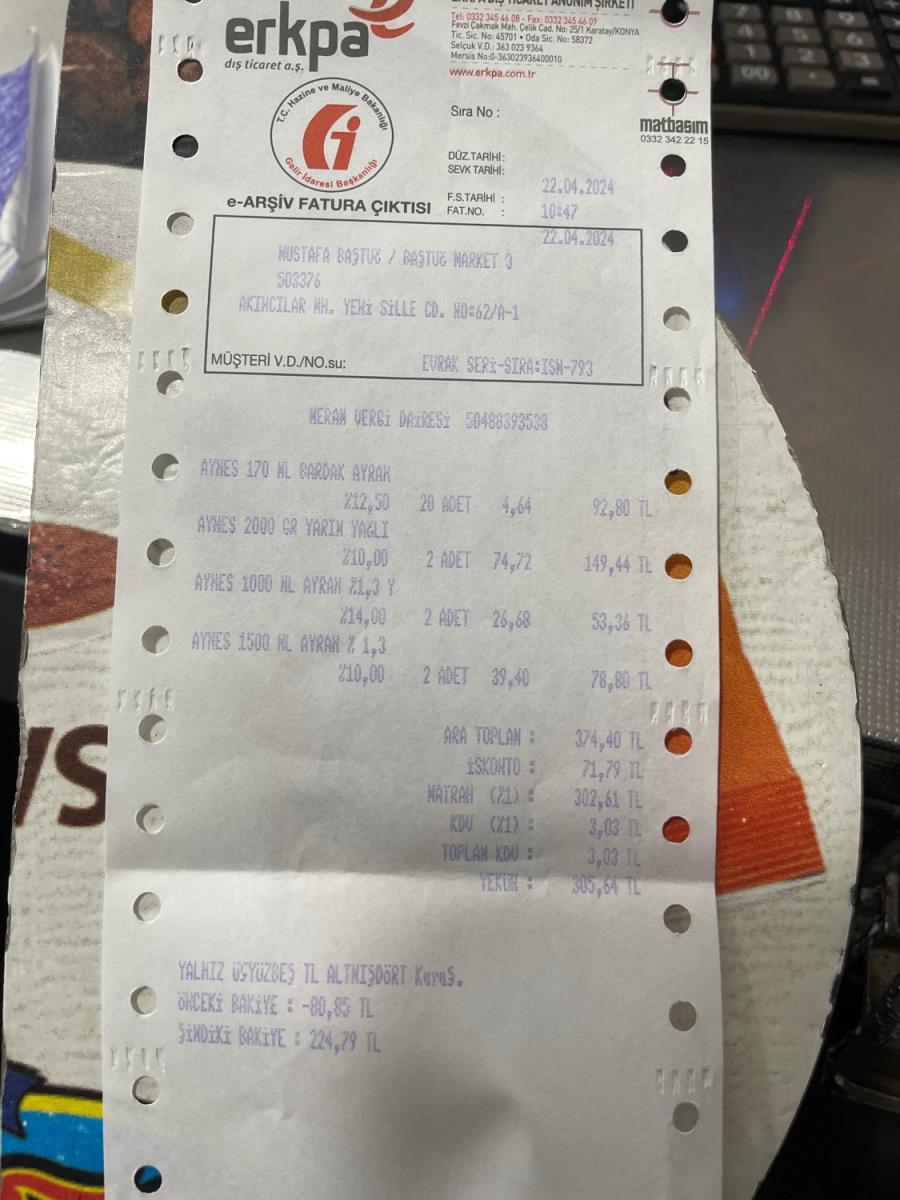 erkpa
dış ticaret a.ş.
ERKPA DIŞ TİCARET ANONİM ŞİRKETİ
Tel: 0332 345 46 08 - Fax: 0332 345 46 09
Fevzi Çakmak Mah. Çelik Cad. No: 25/1 Karatay/KONYA
Tic. Sic. No: 45701 • Oda Sic. No: 58372
Selçuk V.D.: 363 023 9364
Mersis No:0-363023936400010
www.erkpa.com.tr
T.C. Hazine ve Maliye Bakanlığı
Gelir İdaresi Başkanlığı
Sıra No :
matbasım
0332 342 22 15
DÜZ.TARİHİ :
SEVK TARİHİ:
22.04.2024
F.S.TARİHİ :
FAT.NO. : 10:47
22.04.2024
e-ARŞİV FATURA ÇIKTISI
MUSTAFA BAŞTUĞ / BAŞTUĞ MARKET 3
503376
AKINCILAR MH. YENİ SİLLE CD. NO:62/A-1
MÜŞTERİ V.D./NO.su: EVRAK SERİ-SIRA:ISM-793
MERAM VERGİ DAİRESİ 50488393538
AYNES 170 ML BARDAK AYRAN
%12,50 20 ADET 4,64 92,80 TL
AYNES 2000 GR YARIM YAGLI
%10,00 2 ADET 74,72 149,44 TL
AYNES 1000 ML AYRAN %1,3 Y
%14,00 2 ADET 26,68 53,36 TL
AYNES 1500 ML AYRAN % 1,3
%10,00 2 ADET 39,40 78,80 TL
ARA TOPLAM : 374,40 TL
İSKONTO : 71,79 TL
MATRAH (%1) : 302,61 TL
KDV (%1) : 3,03 TL
TOPLAM KDV : 3,03 TL
YEKÜN : 305,64 TL
YALNIZ ÜŞYÜZBEŞ TL ALTMIŞDÖRT Kuruş.
ÖNCEKİ BAKİYE : -80,85 TL
ŞİMDİKİ BAKİYE : 224,79 TL